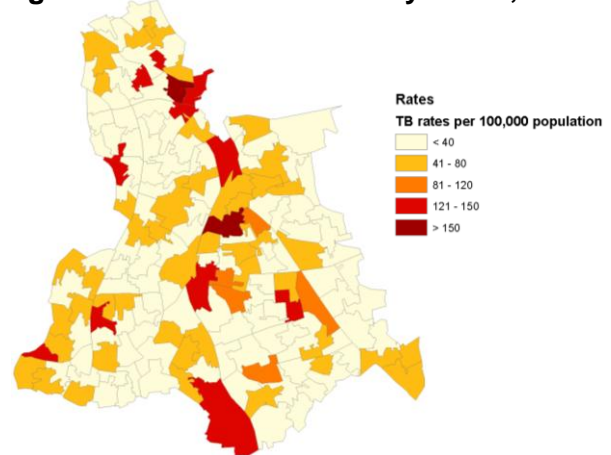 Rates
TB rates per 100,000 population
< 40
41 - 80
81 - 120
121 - 150
> 150